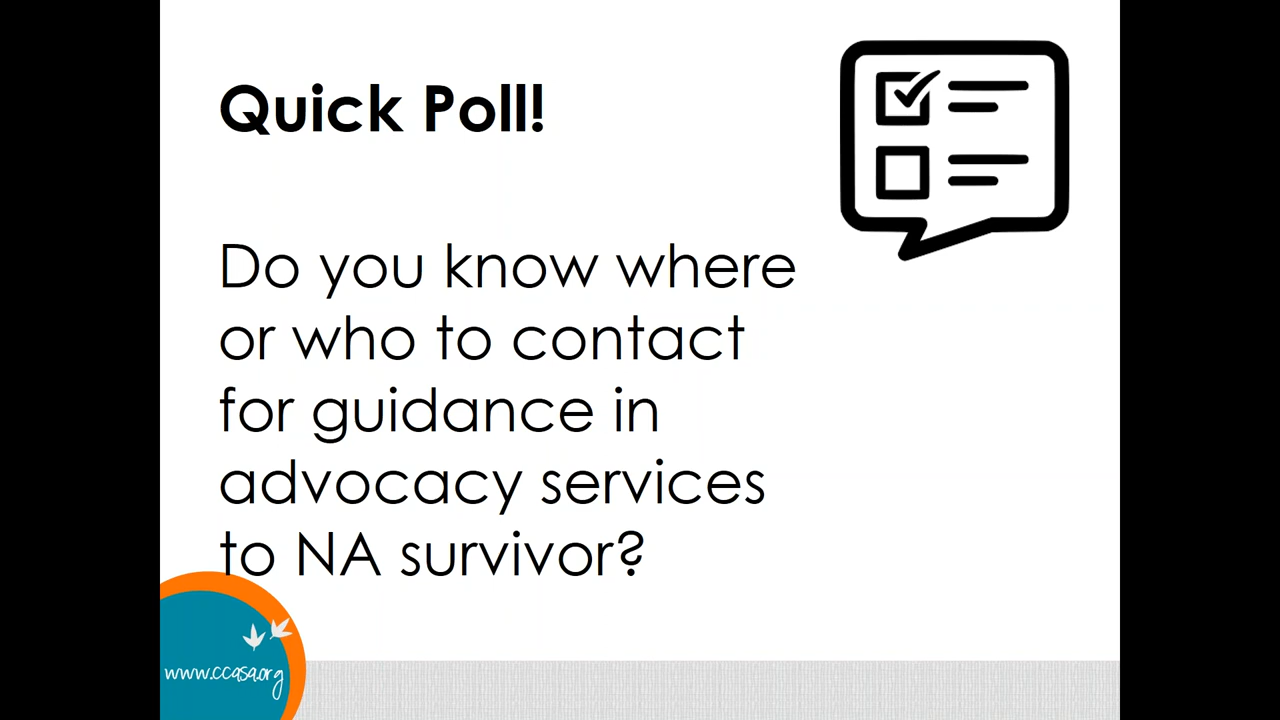 Quick Poll!
Do you know where
or who to contact
for guidance in
advocacy services
to NA survivor?
www.ccasa.org